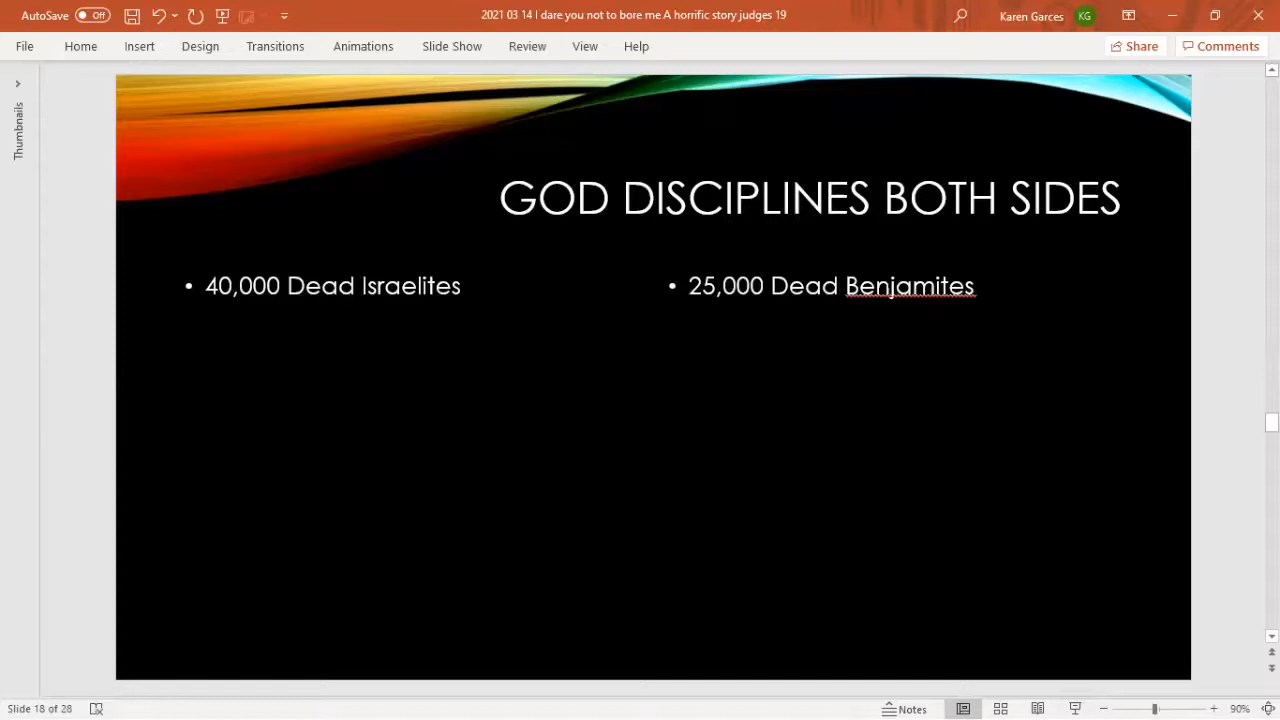 AutoSave Off 2021 03 14 I dare you not to bore me A horrific story judges 19 Karen Garces KG
File Home Insert Design Transitions Animations Slide Show Review View Help Share Comments
Thumbnails
GOD DISCIPLINES BOTH SIDES
• 40,000 Dead Israelites
• 25,000 Dead Benjamites
Slide 18 of 28 Notes 90%